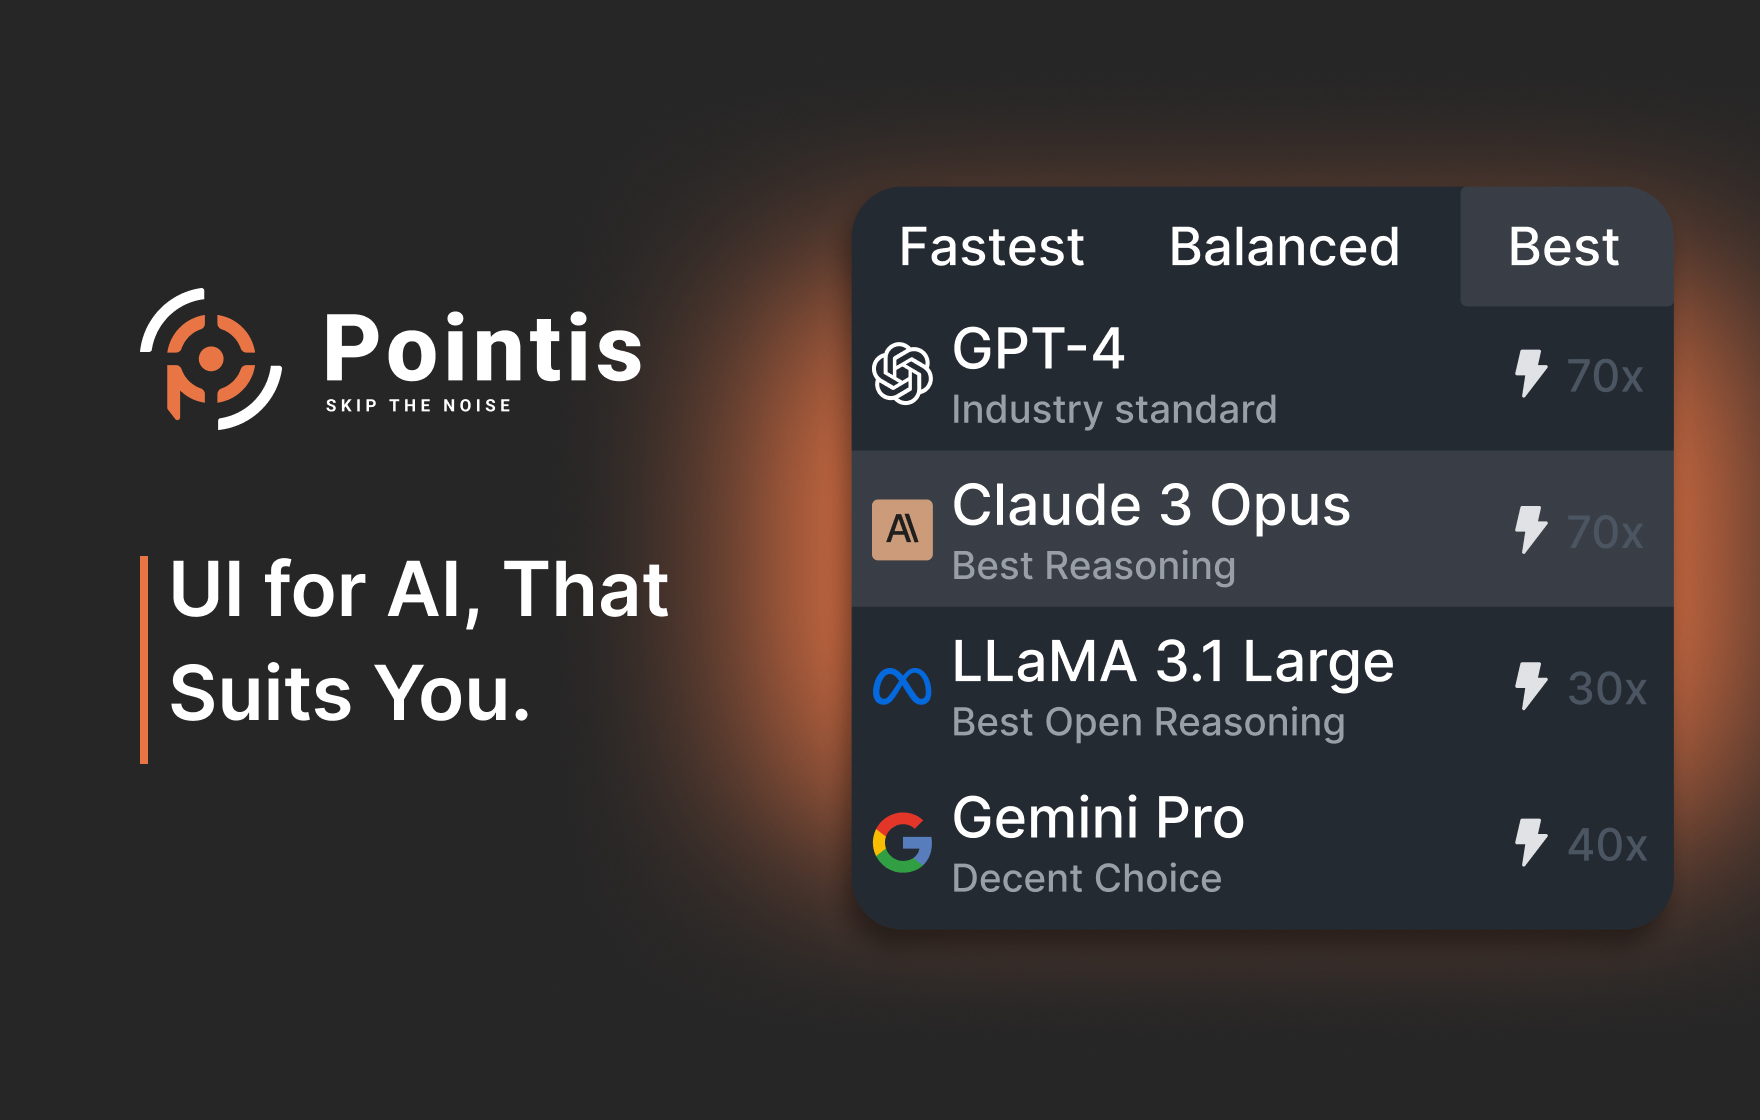 Pointis
SKIP THE NOISE
UI for AI, That
Suits You.
Fastest Balanced Best
GPT-4
Industry standard
70x
Claude 3 Opus
Best Reasoning
70x
LLaMA 3.1 Large
Best Open Reasoning
30x
Gemini Pro
Decent Choice
40x